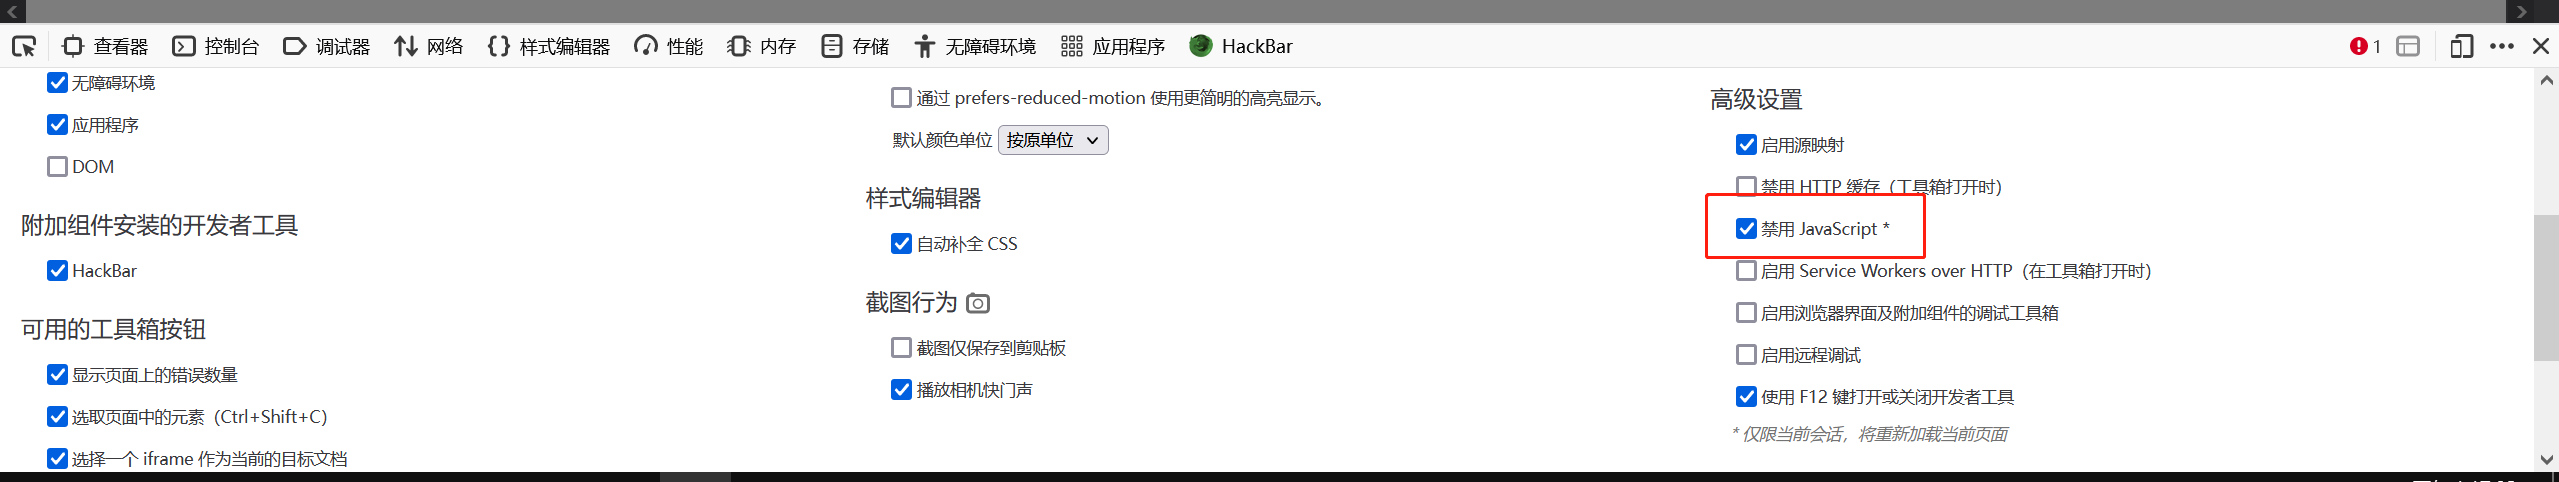 查看器 控制台 调试器 网络 样式编辑器 性能 内存 存储 无障碍环境 应用程序 HackBar 1
无障碍环境
应用程序
DOM
附加组件安装的开发者工具
HackBar
可用的工具箱按钮
显示页面上的错误数量
选取页面中的元素（Ctrl+Shift+C）
选择一个 iframe 作为当前的目标文档
通过 prefers-reduced-motion 使用更简明的高亮显示。
默认颜色单位 按原单位
样式编辑器
自动补全 CSS
截图行为
截图仅保存到剪贴板
播放相机快门声
高级设置
启用源映射
禁用 HTTP 缓存（工具箱打开时）
禁用 JavaScript *
启用 Service Workers over HTTP（在工具箱打开时）
启用浏览器界面及附加组件的调试工具箱
启用远程调试
使用 F12 键打开或关闭开发者工具
* 仅限当前会话，将重新加载当前页面